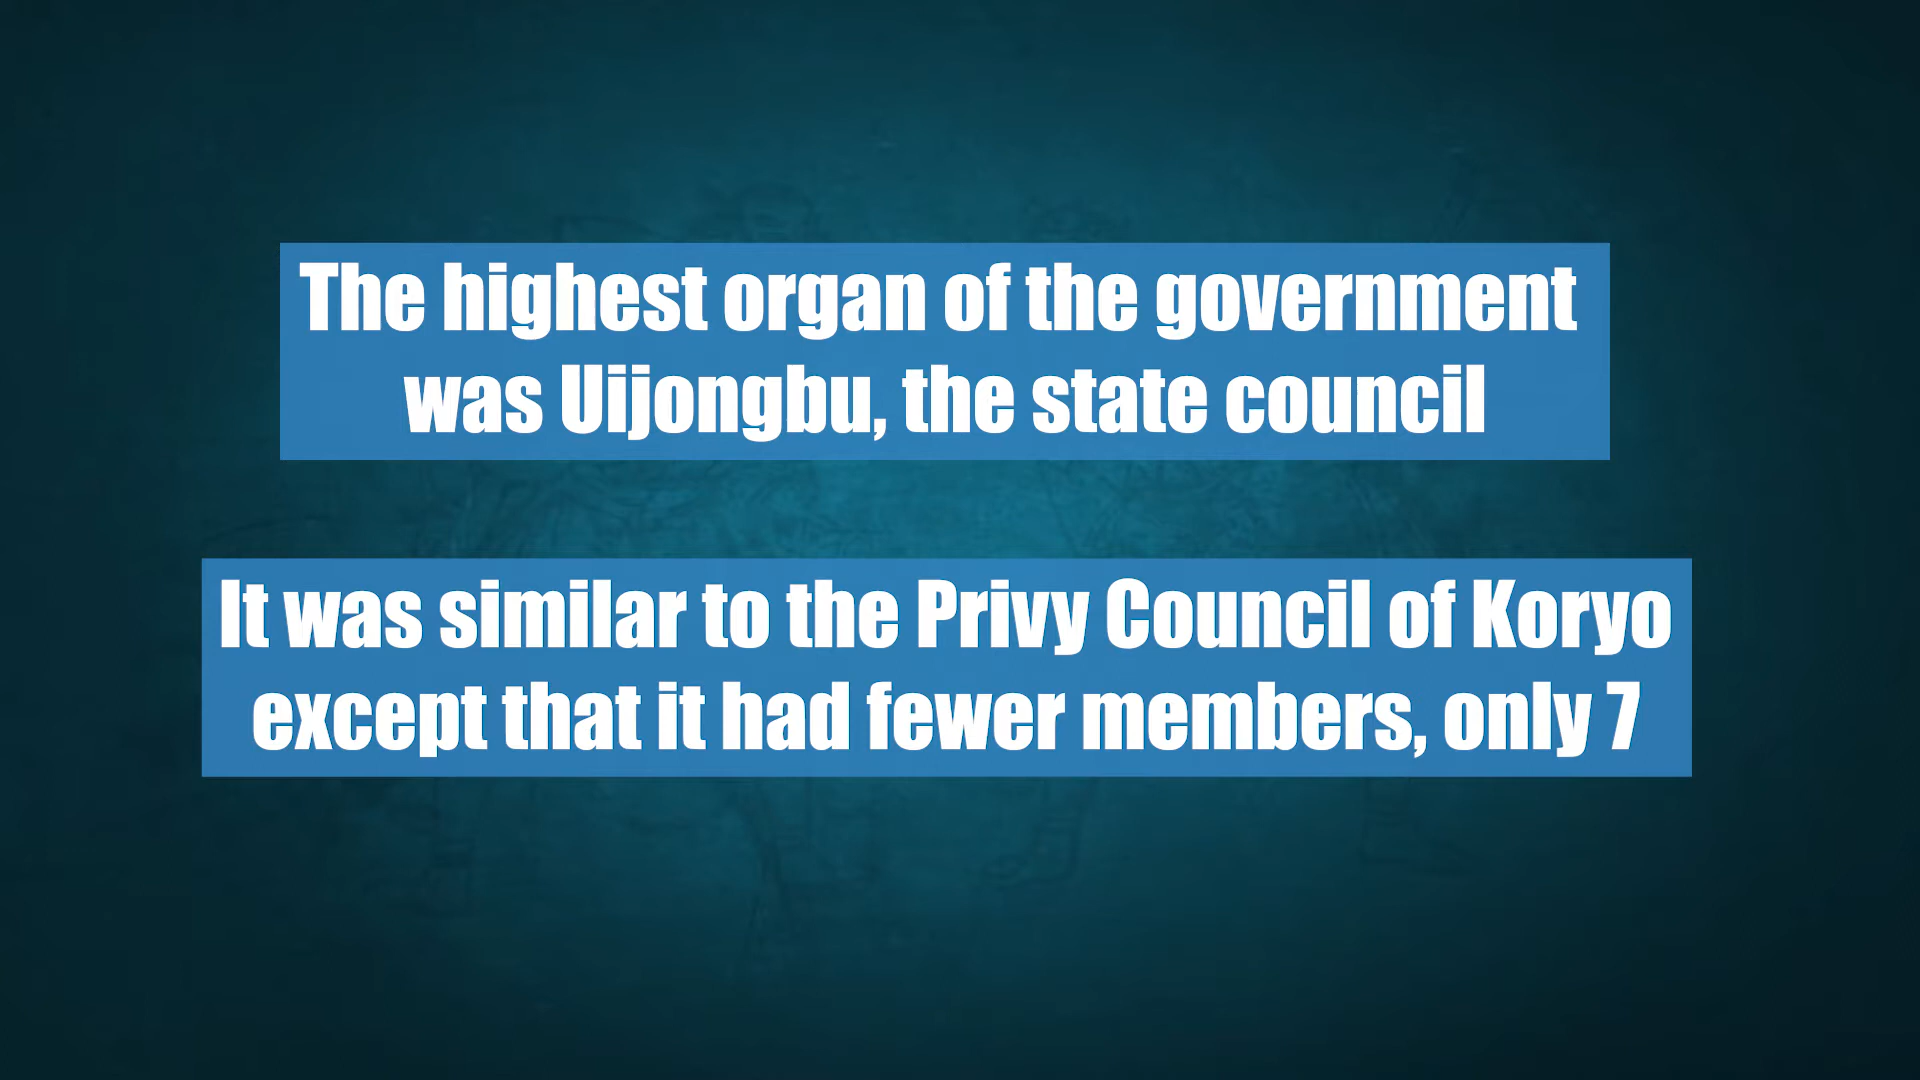 The highest organ of the government
was Uijongbu, the state council
It was similar to the Privy Council of Koryo
except that it had fewer members, only 7